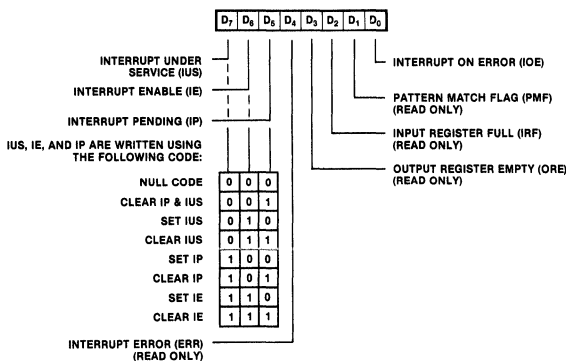 D7 D6 D5 D4 D3 D2 D1 D0
INTERRUPT UNDER
SERVICE (IUS)
INTERRUPT ENABLE (IE)
INTERRUPT PENDING (IP)
IUS, IE, AND IP ARE WRITTEN USING
THE FOLLOWING CODE:
NULL CODE 0 0 0
CLEAR IP & IUS 0 0 1
SET IUS 0 1 0
CLEAR IUS 0 1 1
SET IP 1 0 0
CLEAR IP 1 0 1
SET IE 1 1 0
CLEAR IE 1 1 1
INTERRUPT ERROR (ERR)
(READ ONLY)
INTERRUPT ON ERROR (IOE)
PATTERN MATCH FLAG (PMF)
(READ ONLY)
INPUT REGISTER FULL (IRF)
(READ ONLY)
OUTPUT REGISTER EMPTY (ORE)
(READ ONLY)